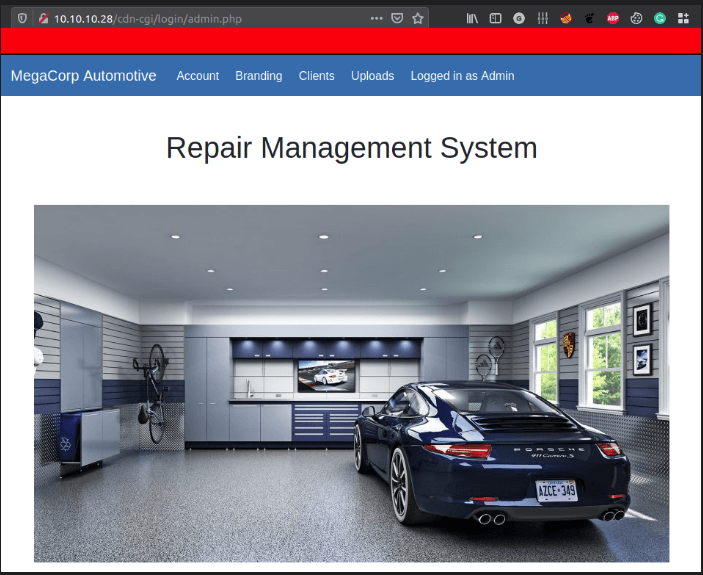 10.10.10.28/cdn-cgi/login/admin.php
MegaCorp Automotive Account Branding Clients Uploads Logged in as Admin
Repair Management System
PORSCHE
911 Carrera S
AZCE·349